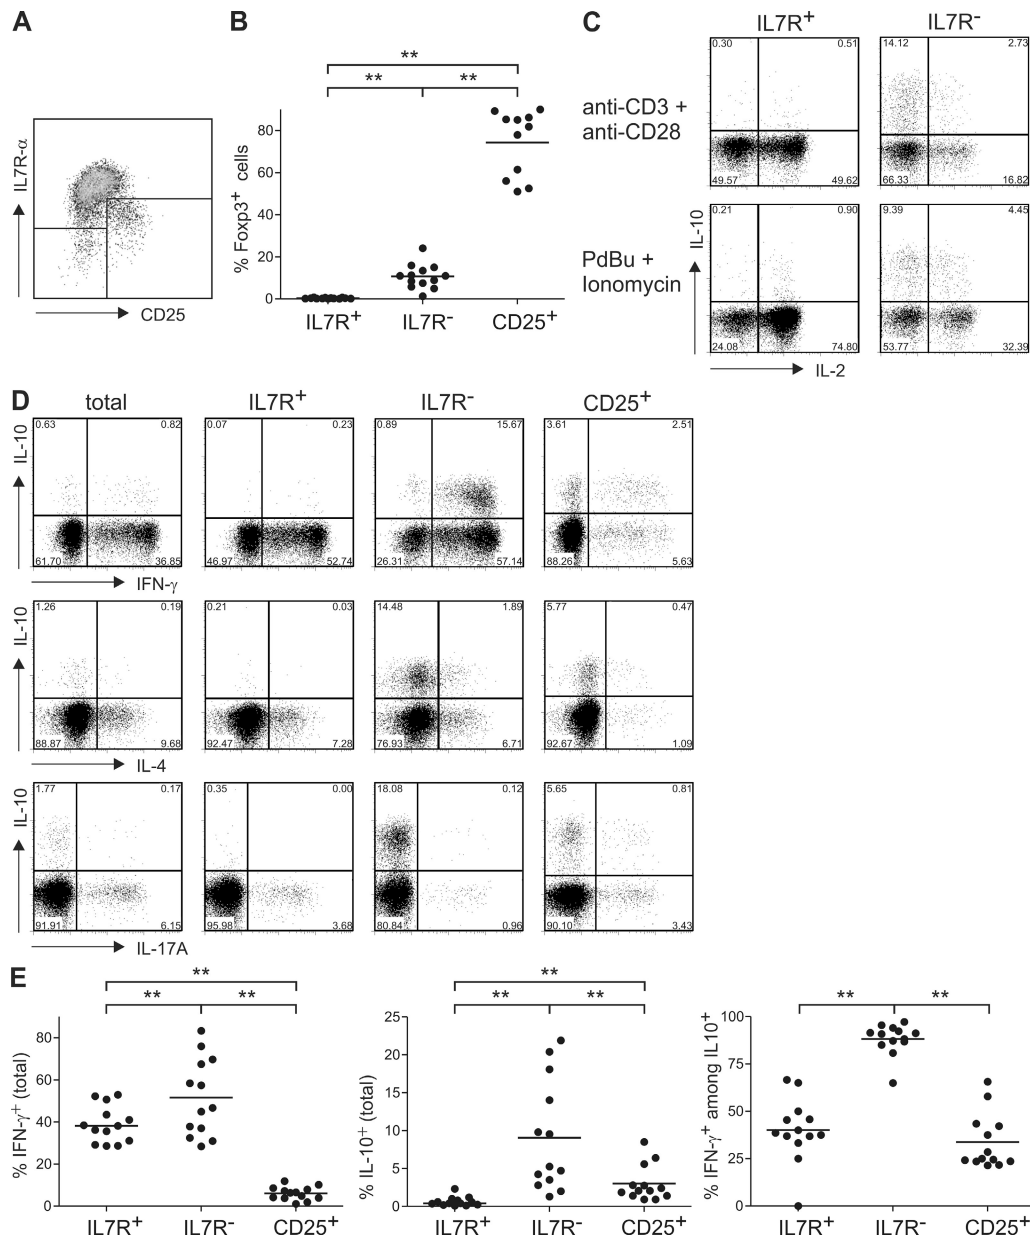 A
IL7R-α
CD25
B
**
**
**
% Foxp3+ cells
80
60
40
20
0
IL7R+
IL7R-
CD25+
C
IL7R+
IL7R-
anti-CD3 +
anti-CD28
0.30
0.51
49.57
49.62
14.12
2.73
66.33
16.82
PdBu +
Ionomycin
IL-10
0.21
0.90
24.08
74.80
9.39
4.45
53.77
32.39
IL-2
D
total
IL7R+
IL7R-
CD25+
IL-10
0.63
0.82
61.70
36.85
0.07
0.23
46.97
52.74
0.89
15.67
26.31
57.14
3.61
2.51
88.26
5.63
IFN-γ
IL-10
1.26
0.19
88.87
9.68
0.21
0.03
92.47
7.28
14.48
1.89
76.93
6.71
5.77
0.47
92.67
1.09
IL-4
IL-10
1.77
0.17
91.91
6.15
0.35
0.00
95.98
3.68
18.08
0.12
80.84
0.96
5.65
0.81
90.10
3.43
IL-17A
E
**
**
**
% IFN-γ+ (total)
80
60
40
20
0
IL7R+
IL7R-
CD25+
**
**
**
% IL-10+ (total)
25
20
15
10
5
0
IL7R+
IL7R-
CD25+
**
**
% IFN-γ+ among IL10+
100
75
50
25
0
IL7R+
IL7R-
CD25+